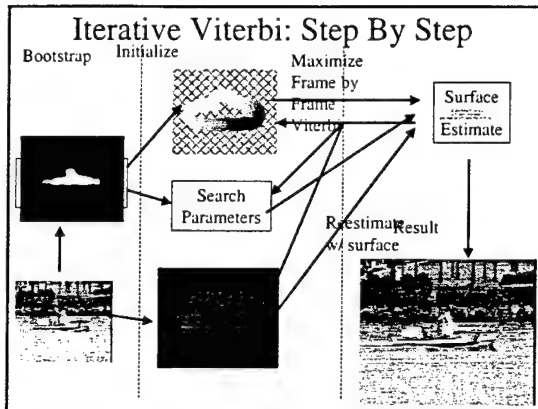 Iterative Viterbi: Step By Step
Bootstrap
Initialize
Maximize
Frame by
Frame
Viterbi
Surface
Estimate
Search
Parameters
Reestimate
w/ surface
Result